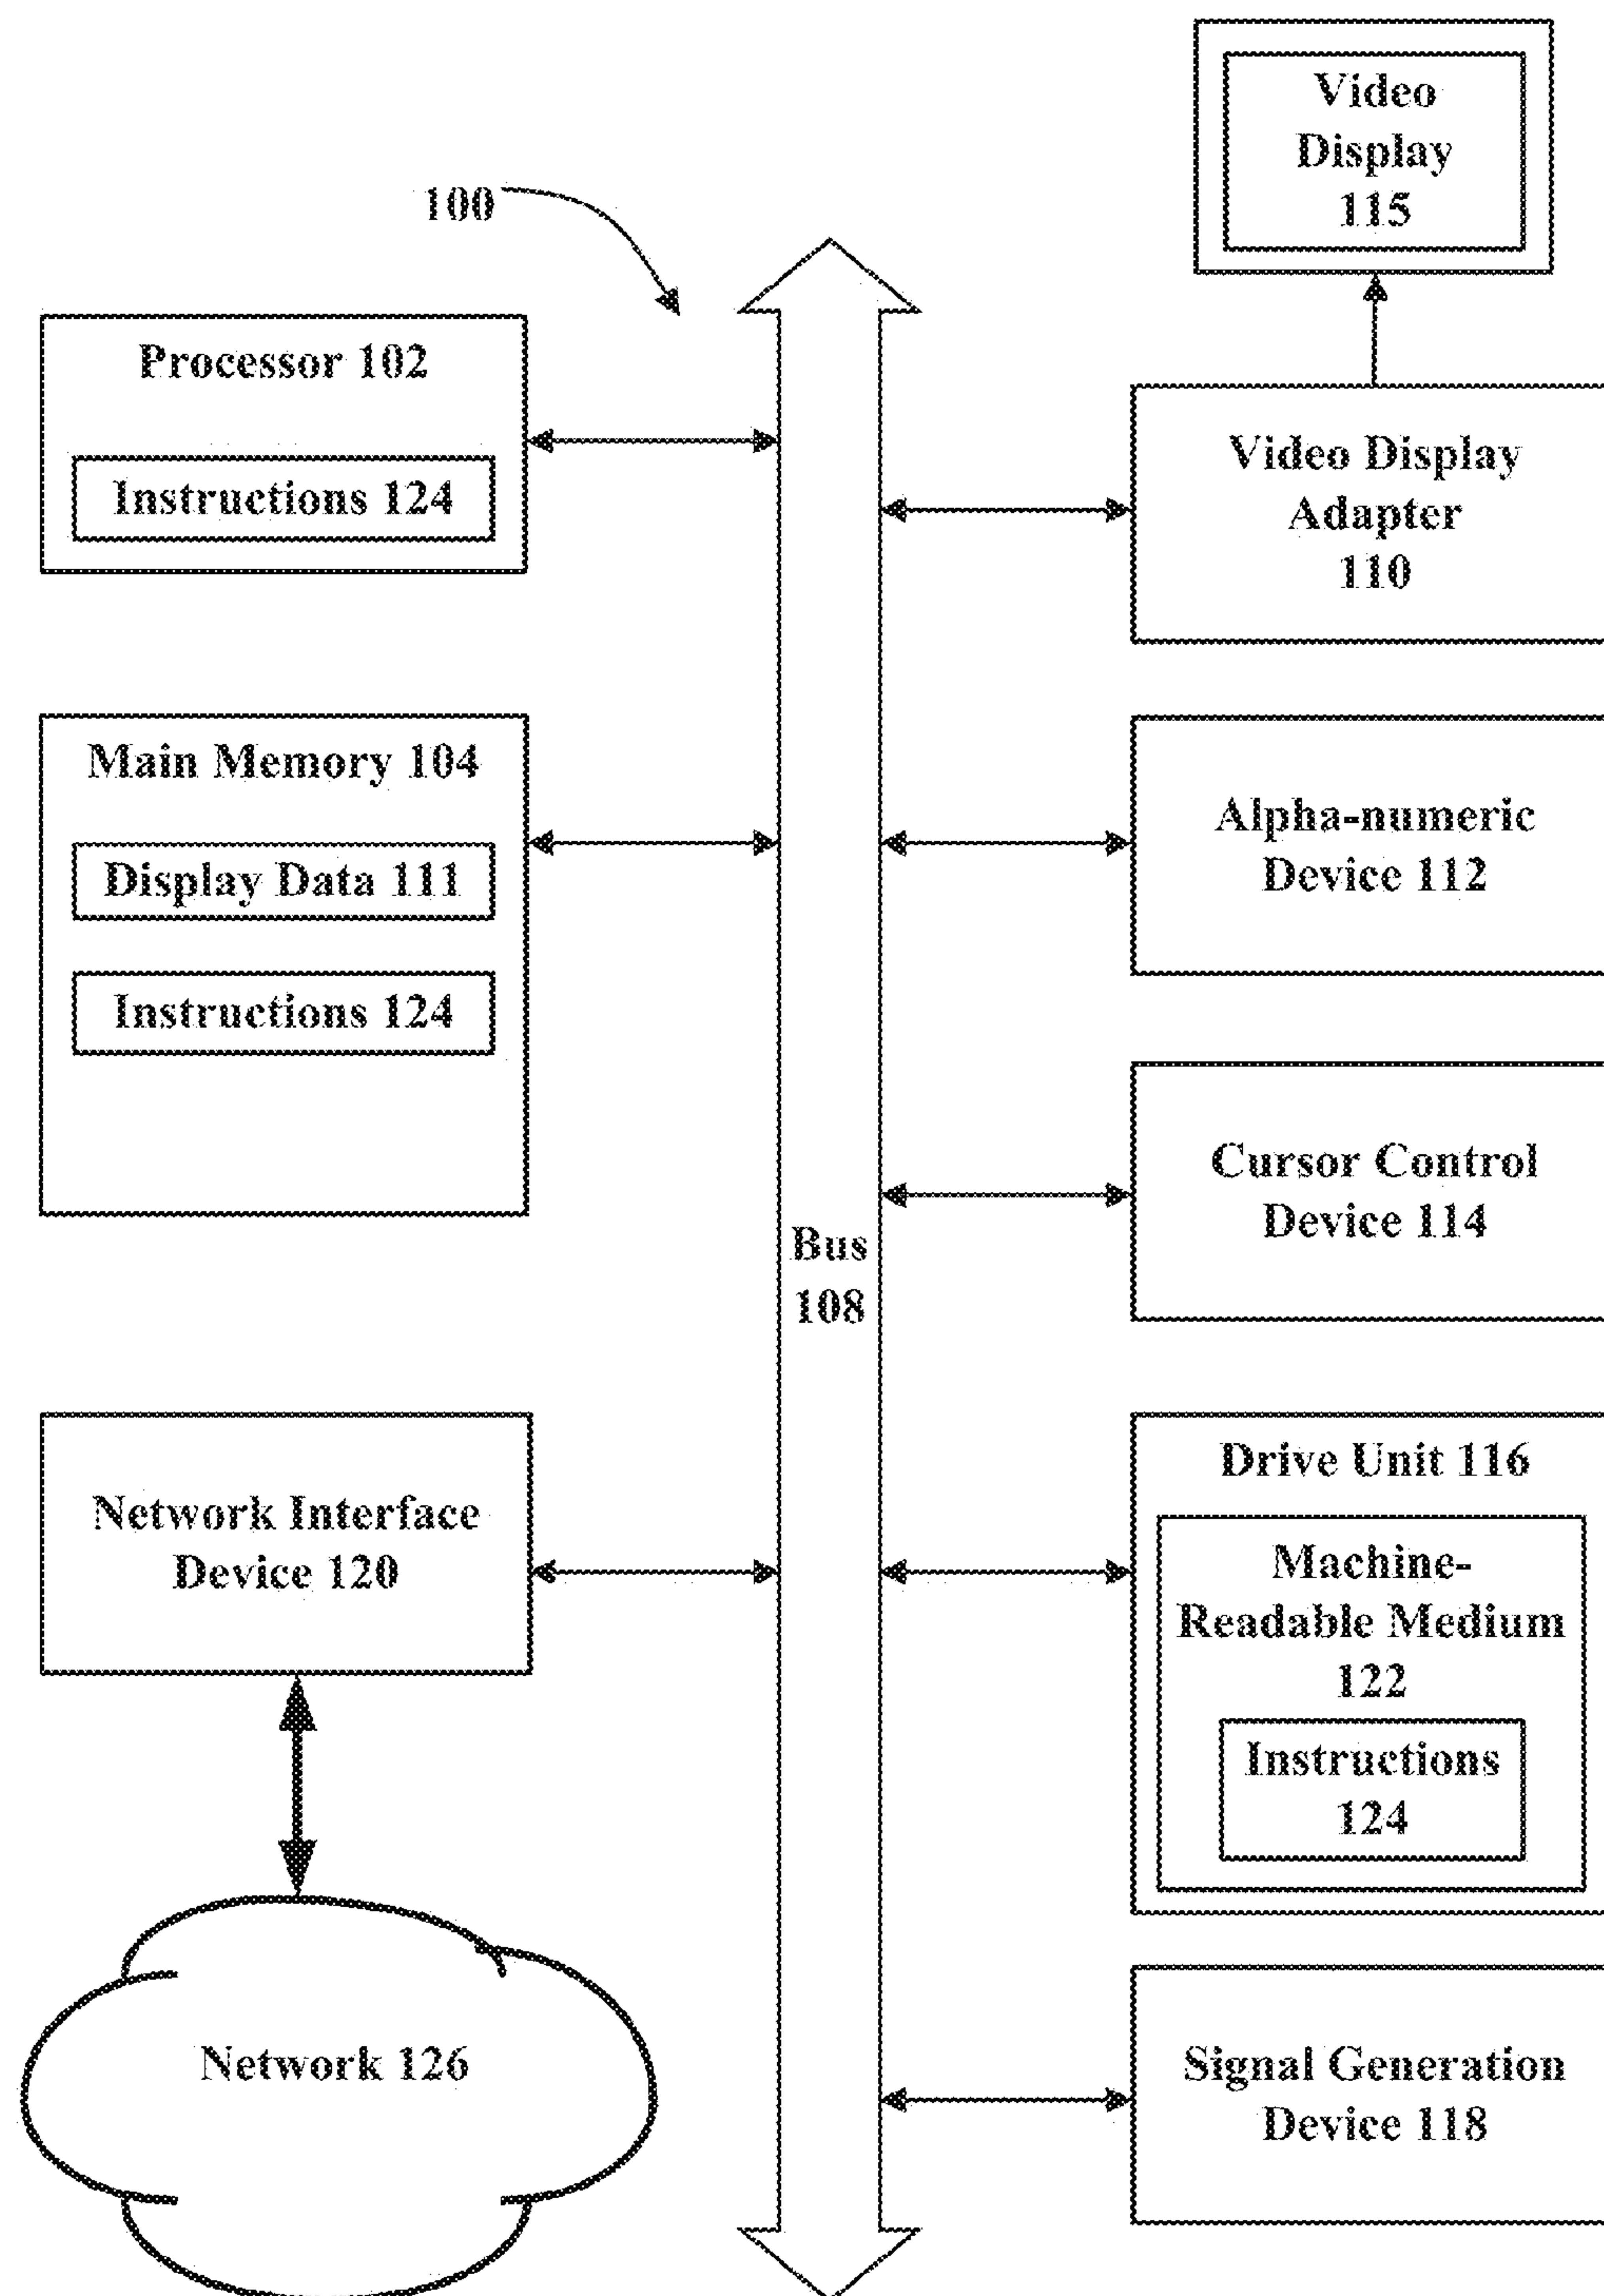 Video
Display
115
100
Processor 102
Instructions 124
Video Display
Adapter
110
Main Memory 104
Display Data 111
Instructions 124
Alpha-numeric
Device 112
Cursor Control
Device 114
Bus
108
Network Interface
Device 120
Drive Unit 116
Machine-
Readable Medium
122
Instructions
124
Network 126
Signal Generation
Device 118